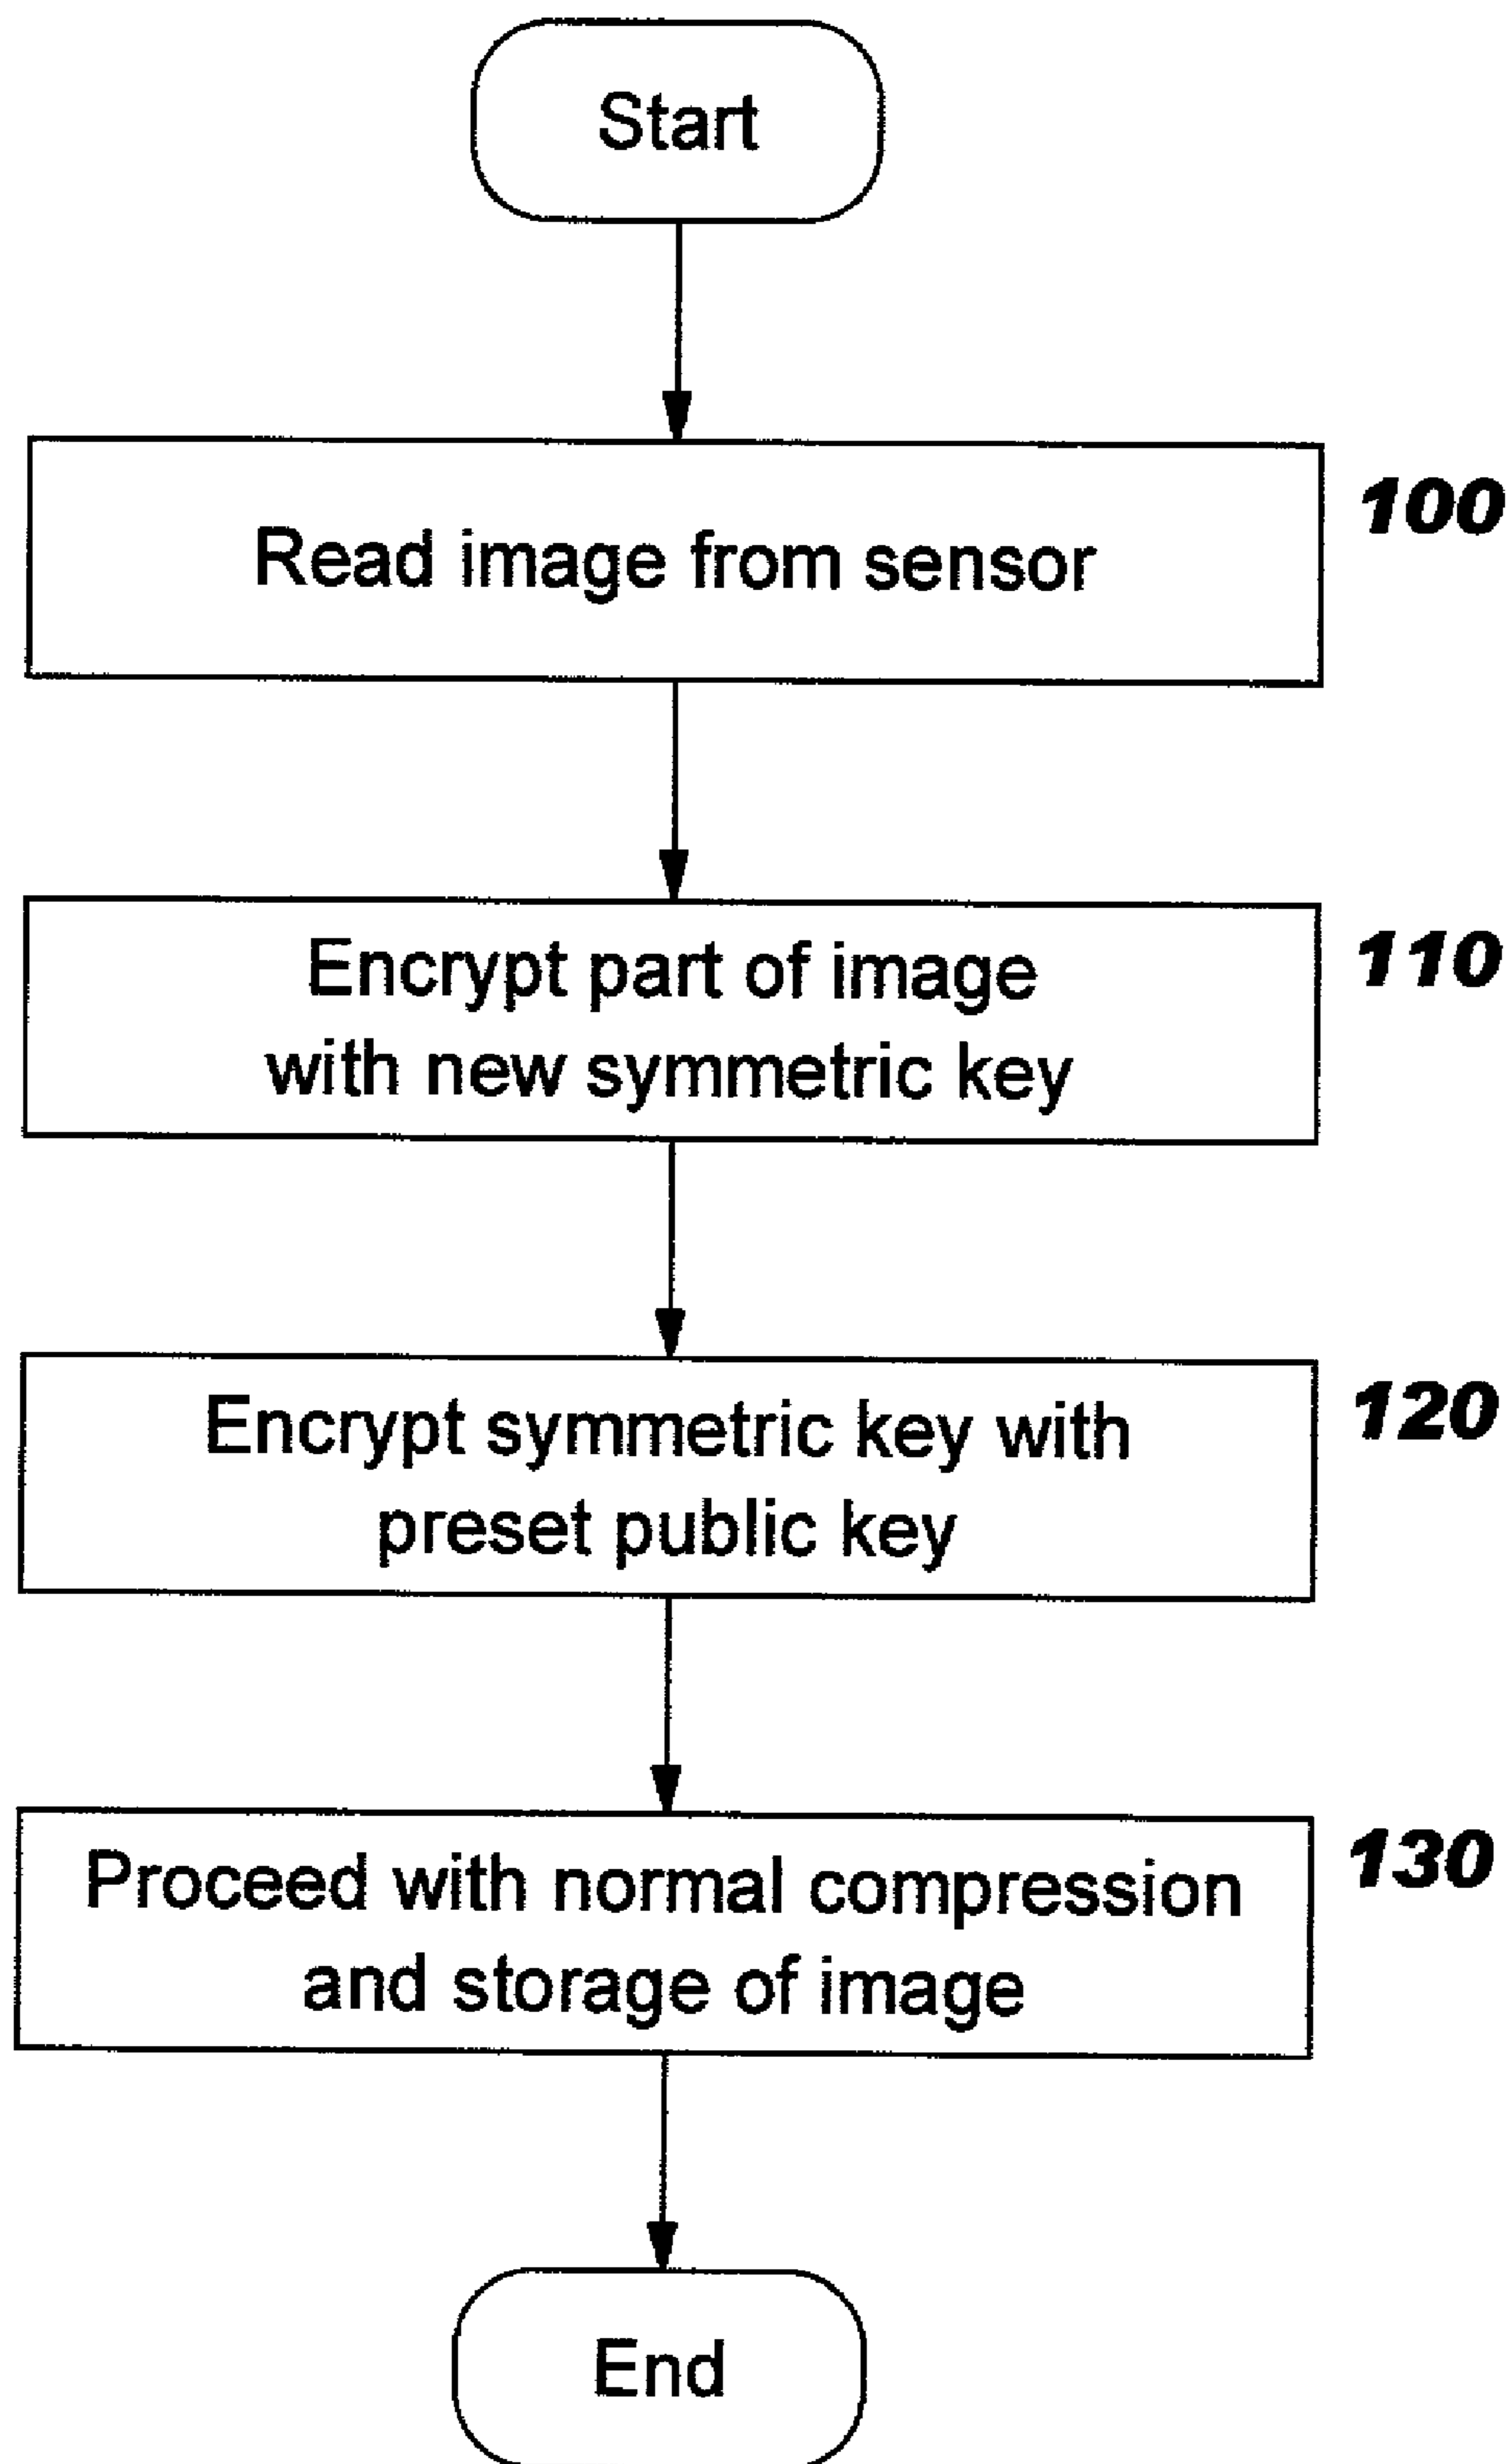 Start
Read image from sensor
100
Encrypt part of image
with new symmetric key
110
Encrypt symmetric key with
preset public key
120
Proceed with normal compression
and storage of image
130
End